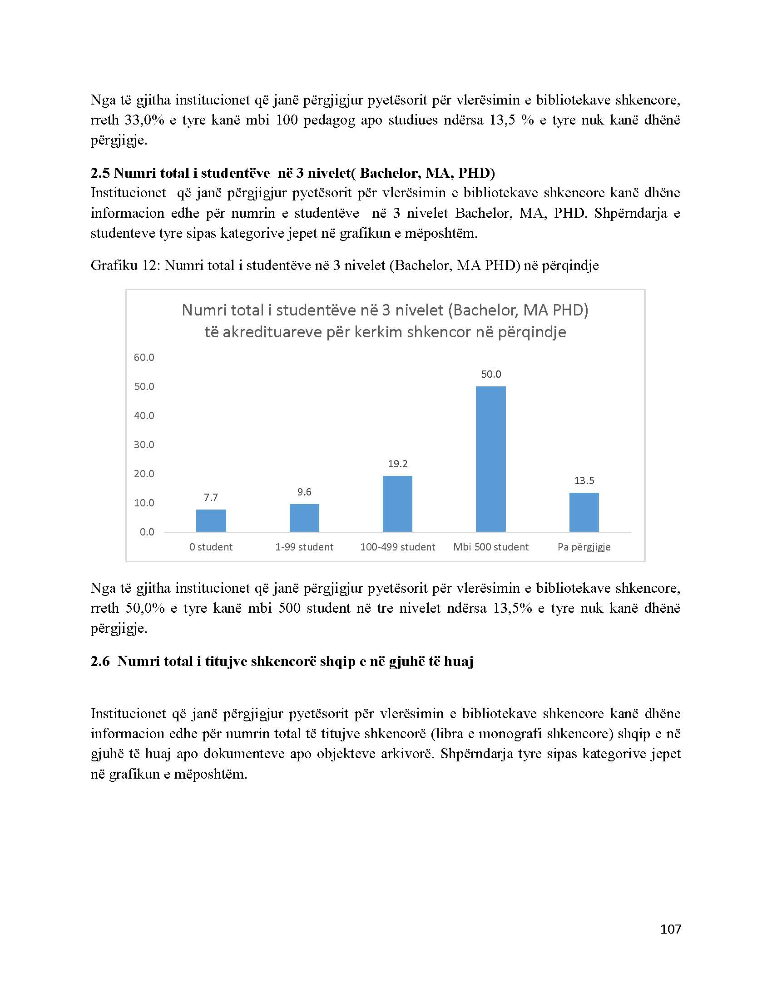 Nga të gjitha institucionet që janë përgjigjur pyetësorit për vlerësimin e bibliotekave shkencore,
rreth 33,0% e tyre kanë mbi 100 pedagog apo studiues ndërsa 13,5 % e tyre nuk kanë dhënë
përgjigje.
2.5 Numri total i studentëve  në 3 nivelet( Bachelor, MA, PHD)
Institucionet  që janë përgjigjur pyetësorit për vlerësimin e bibliotekave shkencore kanë dhëne
informacion edhe për numrin e studentëve  në 3 nivelet Bachelor, MA, PHD. Shpërndarja e
studenteve tyre sipas kategorive jepet në grafikun e mëposhtëm.
Grafiku 12: Numri total i studentëve në 3 nivelet (Bachelor, MA PHD) në përqindje
Numri total i studentëve në 3 nivelet (Bachelor, MA PHD)
të akredituareve për kerkim shkencor në përqindje
60.0
50.0
40.0
30.0
20.0
10.0
0.0
7.7
9.6
19.2
50.0
13.5
0 student
1-99 student
100-499 student
Mbi 500 student
Pa përgjigje
Nga të gjitha institucionet që janë përgjigjur pyetësorit për vlerësimin e bibliotekave shkencore,
rreth 50,0% e tyre kanë mbi 500 student në tre nivelet ndërsa 13,5% e tyre nuk kanë dhënë
përgjigje.
2.6  Numri total i titujve shkencorë shqip e në gjuhë të huaj
Institucionet që janë përgjigjur pyetësorit për vlerësimin e bibliotekave shkencore kanë dhëne
informacion edhe për numrin total të titujve shkencorë (libra e monografi shkencore) shqip e në
gjuhë të huaj apo dokumenteve apo objekteve arkivorë. Shpërndarja tyre sipas kategorive jepet
në grafikun e mëposhtëm.
107